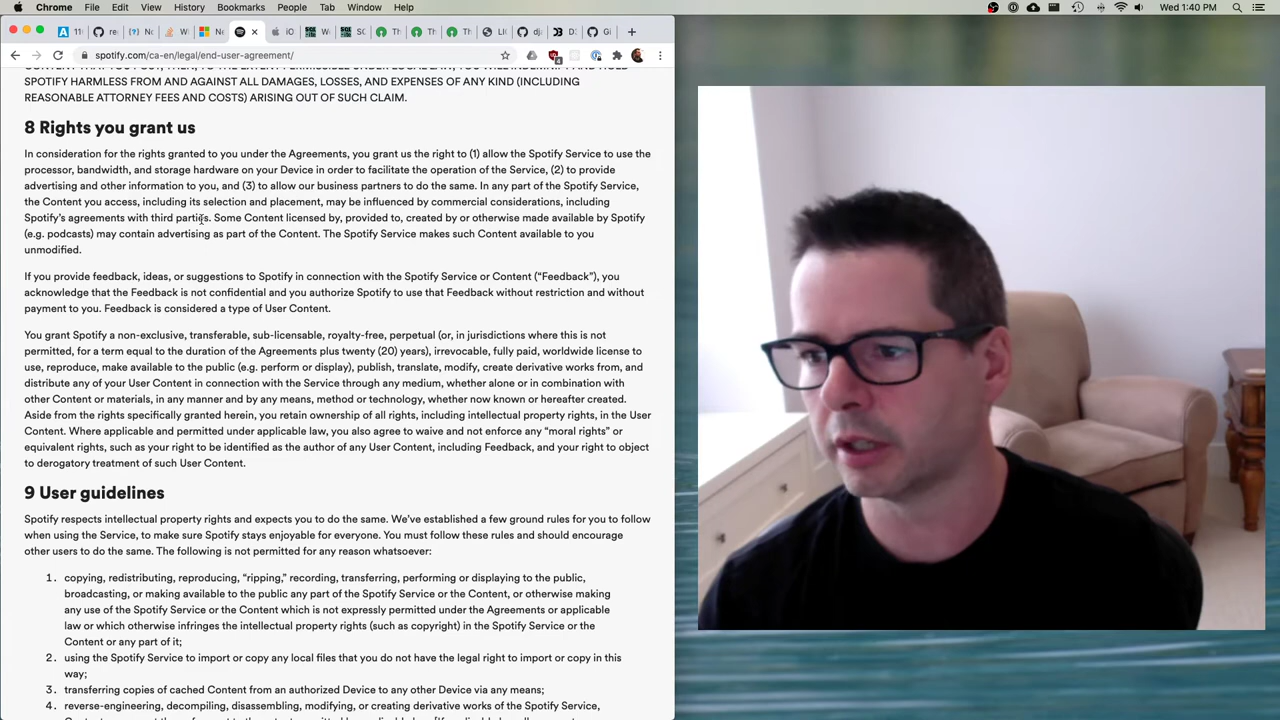 Chrome File Edit View History Bookmarks People Tab Window Help
Wed 1:40 PM
spotify.com/ca-en/legal/end-user-agreement/
SPOTIFY HARMLESS FROM AND AGAINST ALL DAMAGES, LOSSES, AND EXPENSES OF ANY KIND (INCLUDING
REASONABLE ATTORNEY FEES AND COSTS) ARISING OUT OF SUCH CLAIM.
8 Rights you grant us
In consideration for the rights granted to you under the Agreements, you grant us the right to (1) allow the Spotify Service to use the
processor, bandwidth, and storage hardware on your Device in order to facilitate the operation of the Service, (2) to provide
advertising and other information to you, and (3) to allow our business partners to do the same. In any part of the Spotify Service,
the Content you access, including its selection and placement, may be influenced by commercial considerations, including
Spotify's agreements with third parties. Some Content licensed by, provided to, created by or otherwise made available by Spotify
(e.g. podcasts) may contain advertising as part of the Content. The Spotify Service makes such Content available to you
unmodified.
If you provide feedback, ideas, or suggestions to Spotify in connection with the Spotify Service or Content (“Feedback”), you
acknowledge that the Feedback is not confidential and you authorize Spotify to use that Feedback without restriction and without
payment to you. Feedback is considered a type of User Content.
You grant Spotify a non-exclusive, transferable, sub-licensable, royalty-free, perpetual (or, in jurisdictions where this is not
permitted, for a term equal to the duration of the Agreements plus twenty (20) years), irrevocable, fully paid, worldwide license to
use, reproduce, make available to the public (e.g. perform or display), publish, translate, modify, create derivative works from, and
distribute any of your User Content in connection with the Service through any medium, whether alone or in combination with
other Content or materials, in any manner and by any means, method or technology, whether now known or hereafter created.
Aside from the rights specifically granted herein, you retain ownership of all rights, including intellectual property rights, in the User
Content. Where applicable and permitted under applicable law, you also agree to waive and not enforce any “moral rights” or
equivalent rights, such as your right to be identified as the author of any User Content, including Feedback, and your right to object
to derogatory treatment of such User Content.
9 User guidelines
Spotify respects intellectual property rights and expects you to do the same. We've established a few ground rules for you to follow
when using the Service, to make sure Spotify stays enjoyable for everyone. You must follow these rules and should encourage
other users to do the same. The following is not permitted for any reason whatsoever:
1. copying, redistributing, reproducing, “ripping,” recording, transferring, performing or displaying to the public,
broadcasting, or making available to the public any part of the Spotify Service or the Content, or otherwise making
any use of the Spotify Service or the Content which is not expressly permitted under the Agreements or applicable
law or which otherwise infringes the intellectual property rights (such as copyright) in the Spotify Service or the
Content or any part of it;
2. using the Spotify Service to import or copy any local files that you do not have the legal right to import or copy in this
way;
3. transferring copies of cached Content from an authorized Device to any other Device via any means;
4. reverse-engineering, decompiling, disassembling, modifying, or creating derivative works of the Spotify Service,